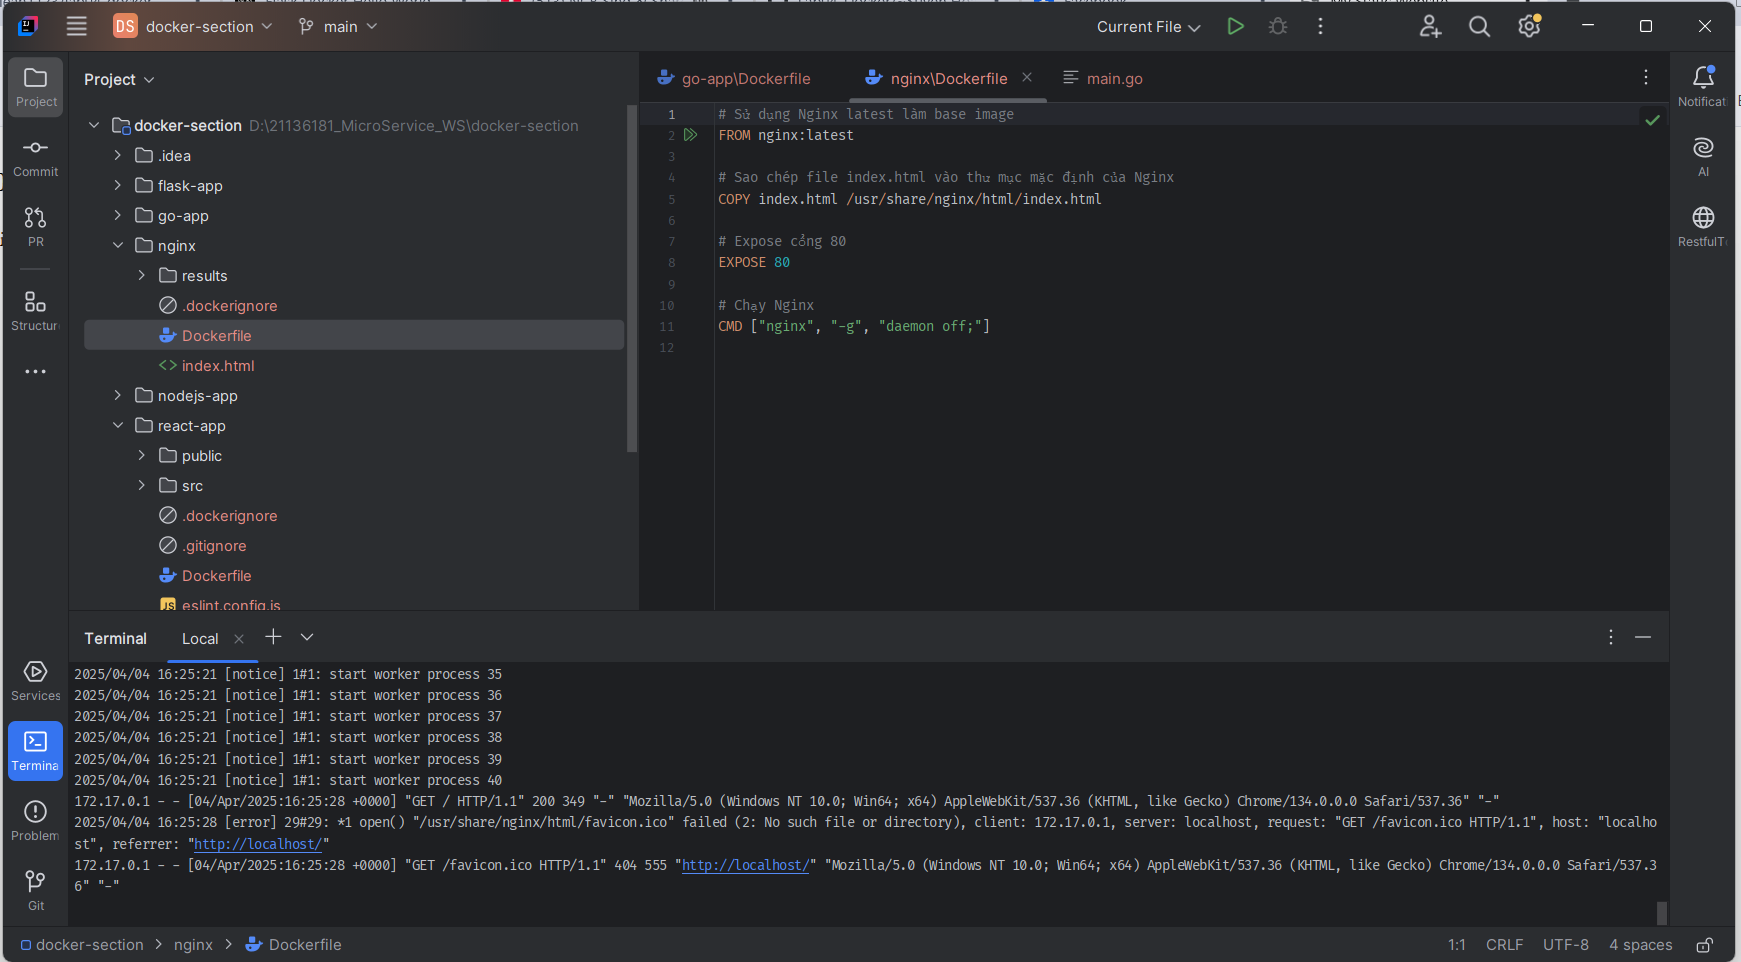 DS docker-section main Current File
Project
Project
docker-section D:\21136181_MicroService_WS\docker-section
.idea
flask-app
go-app
nginx
results
.dockerignore
Dockerfile
index.html
nodejs-app
react-app
public
src
.dockerignore
.gitignore
Dockerfile
JS eslint.config.js
Commit
PR
Structur
go-app\Dockerfile nginx\Dockerfile main.go
1 # Sử dụng Nginx latest làm base image
2 FROM nginx:latest
3
4 # Sao chép file index.html vào thư mục mặc định của Nginx
5 COPY index.html /usr/share/nginx/html/index.html
6
7 # Expose cổng 80
8 EXPOSE 80
9
10 # Chạy Nginx
11 CMD ["nginx", "-g", "daemon off;"]
12
Notificat
AI
RestfulT
Terminal Local
2025/04/04 16:25:21 [notice] 1#1: start worker process 35
2025/04/04 16:25:21 [notice] 1#1: start worker process 36
2025/04/04 16:25:21 [notice] 1#1: start worker process 37
2025/04/04 16:25:21 [notice] 1#1: start worker process 38
2025/04/04 16:25:21 [notice] 1#1: start worker process 39
2025/04/04 16:25:21 [notice] 1#1: start worker process 40
172.17.0.1 - - [04/Apr/2025:16:25:28 +0000] "GET / HTTP/1.1" 200 349 "-" "Mozilla/5.0 (Windows NT 10.0; Win64; x64) AppleWebKit/537.36 (KHTML, like Gecko) Chrome/134.0.0.0 Safari/537.36" "-"
2025/04/04 16:25:28 [error] 29#29: *1 open() "/usr/share/nginx/html/favicon.ico" failed (2: No such file or directory), client: 172.17.0.1, server: localhost, request: "GET /favicon.ico HTTP/1.1", host: "localho
st", referrer: "http://localhost/"
172.17.0.1 - - [04/Apr/2025:16:25:28 +0000] "GET /favicon.ico HTTP/1.1" 404 555 "http://localhost/" "Mozilla/5.0 (Windows NT 10.0; Win64; x64) AppleWebKit/537.36 (KHTML, like Gecko) Chrome/134.0.0.0 Safari/537.3
6" "-"
Services
Termina
Problem
Git
docker-section > nginx > Dockerfile 1:1 CRLF UTF-8 4 spaces